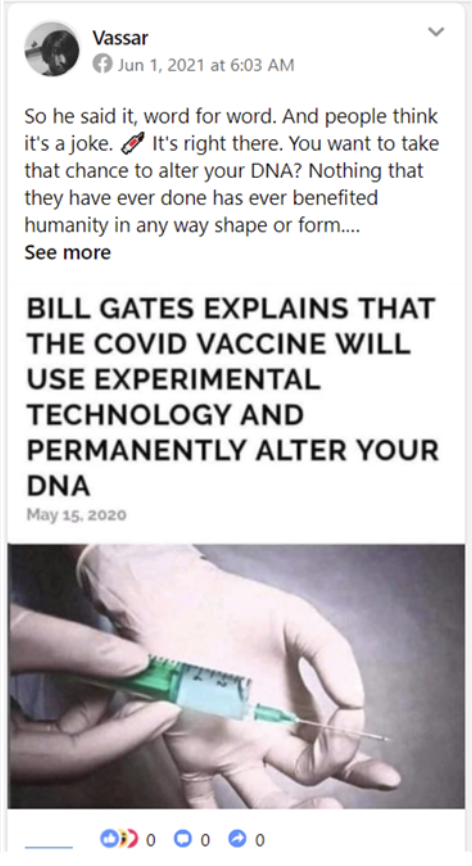 Vassar
Jun 1, 2021 at 6:03 AM
So he said it, word for word. And people think
it's a joke. 💉 It's right there. You want to take
that chance to alter your DNA? Nothing that
they have ever done has ever benefited
humanity in any way shape or form....
See more
BILL GATES EXPLAINS THAT
THE COVID VACCINE WILL
USE EXPERIMENTAL
TECHNOLOGY AND
PERMANENTLY ALTER YOUR
DNA
May 15, 2020
0 0 0